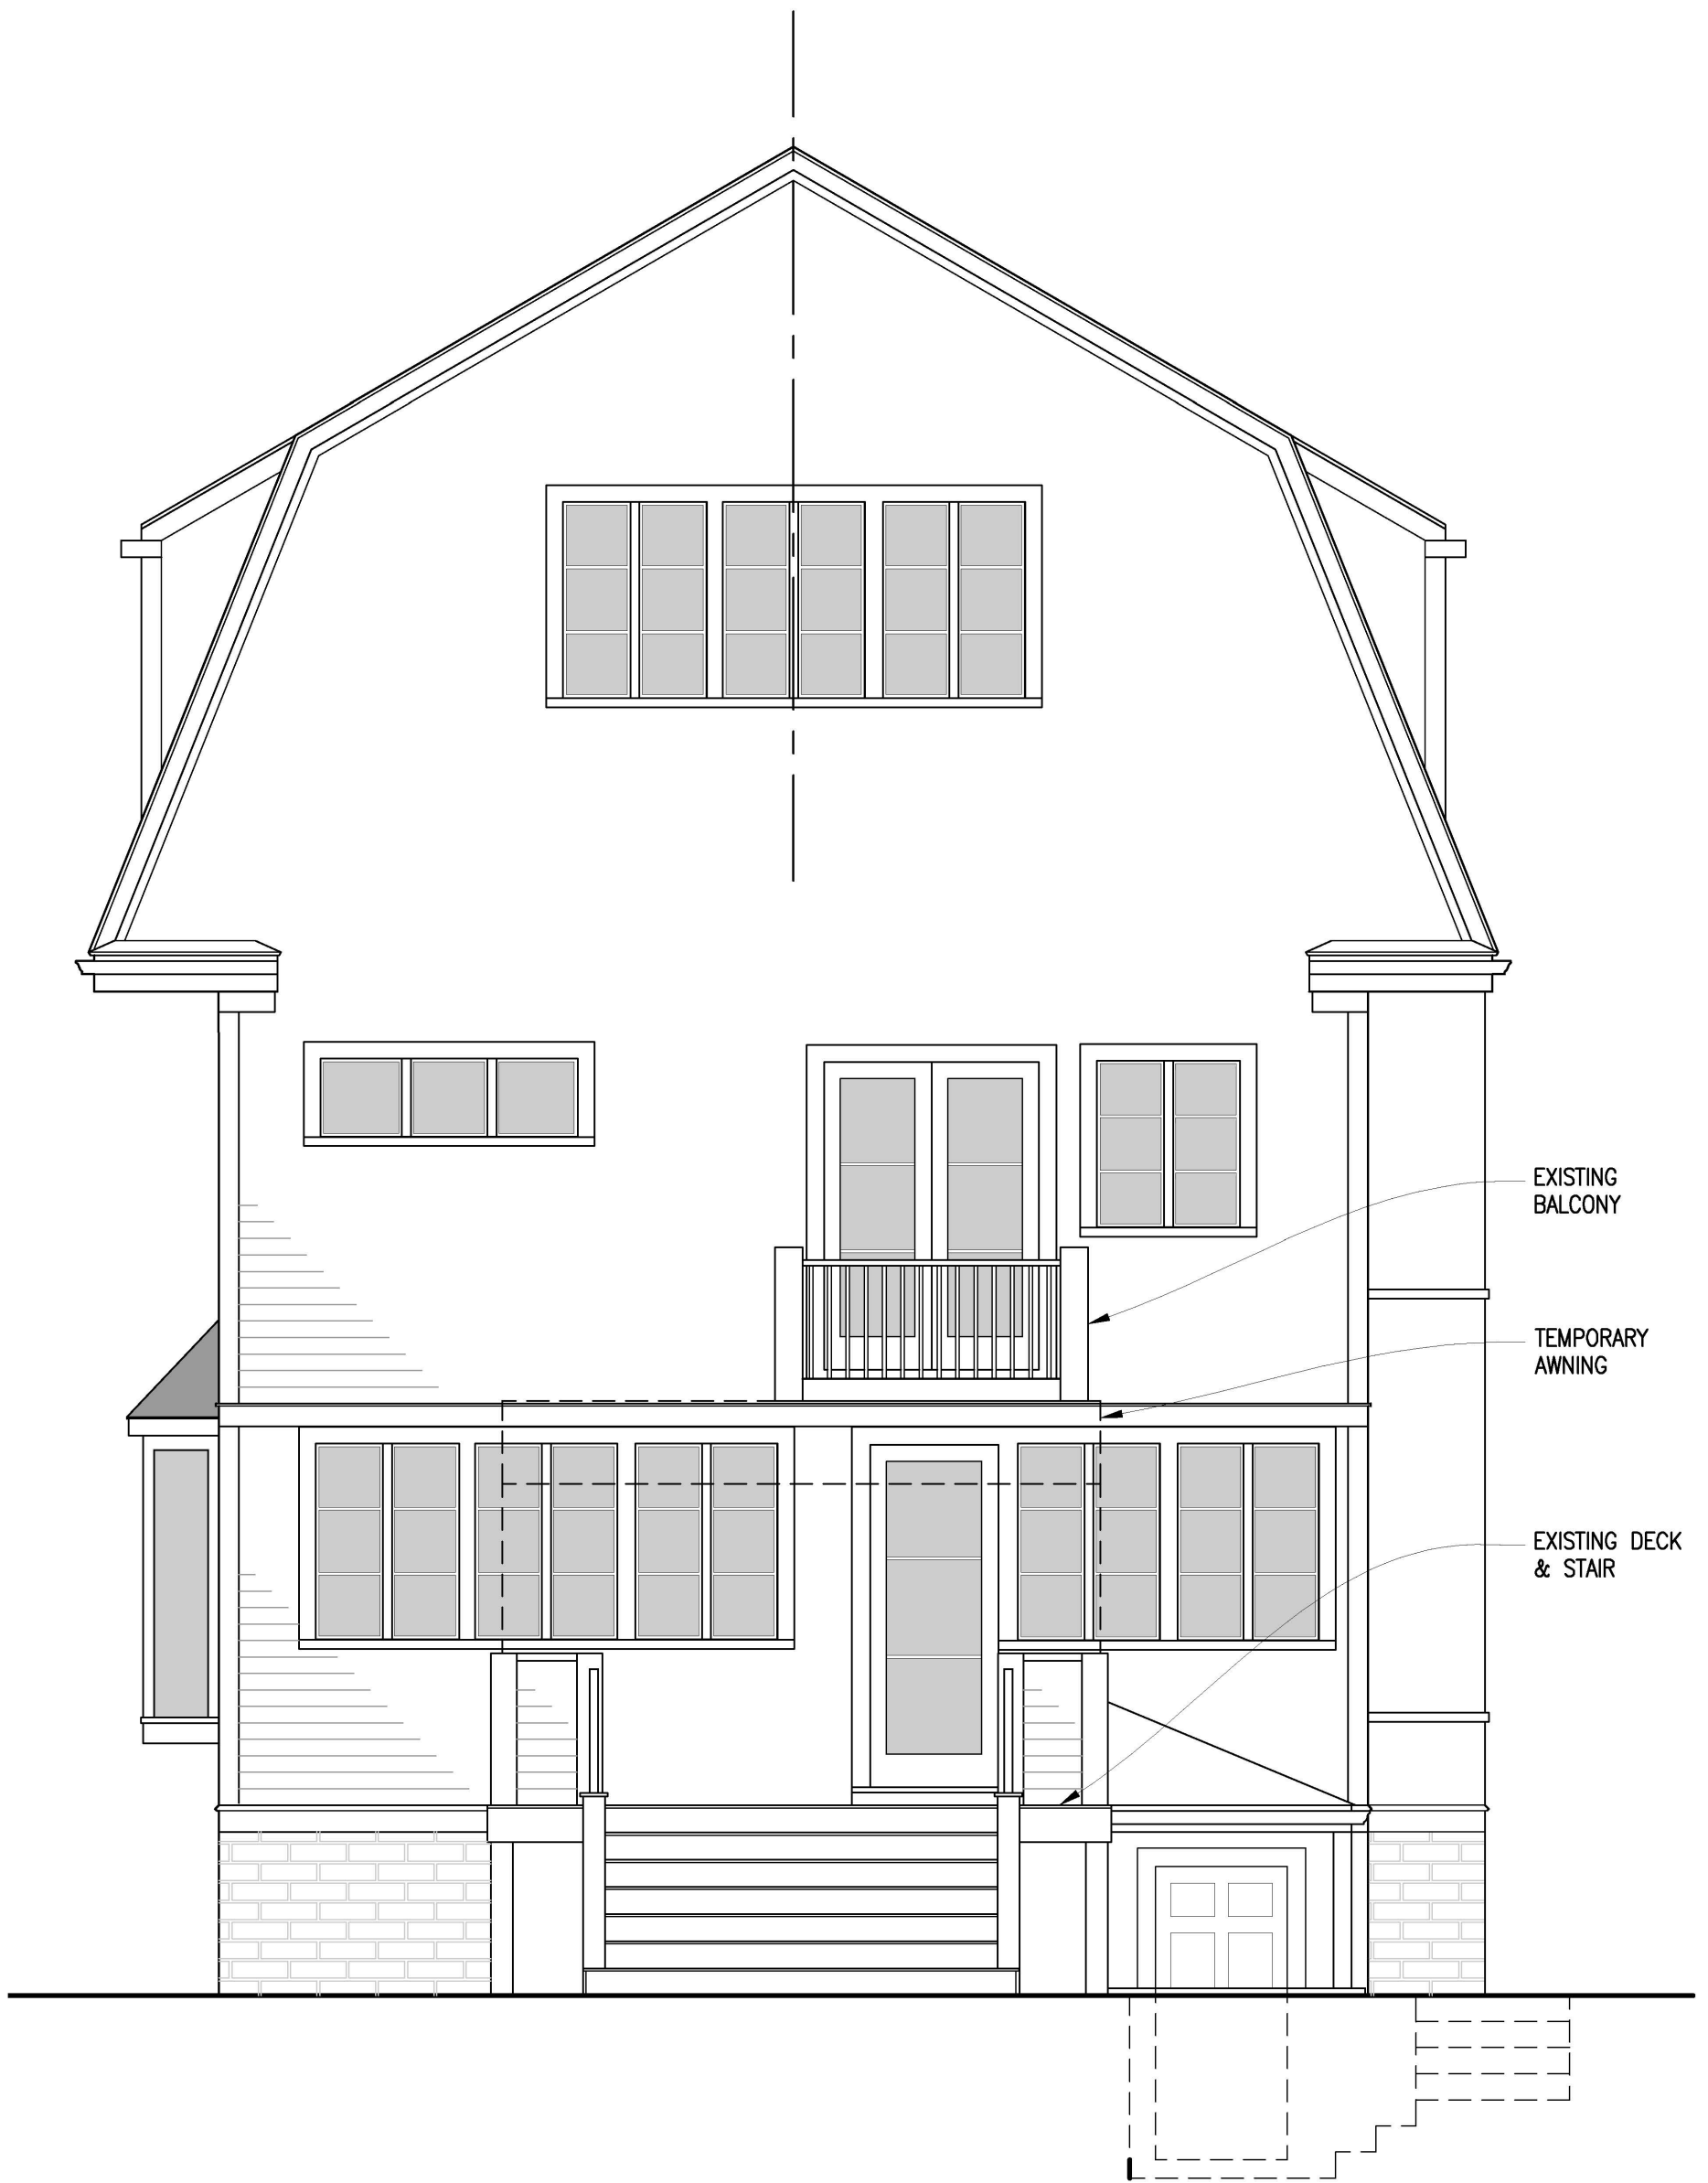 EXISTING
BALCONY
TEMPORARY
AWNING
EXISTING DECK
& STAIR